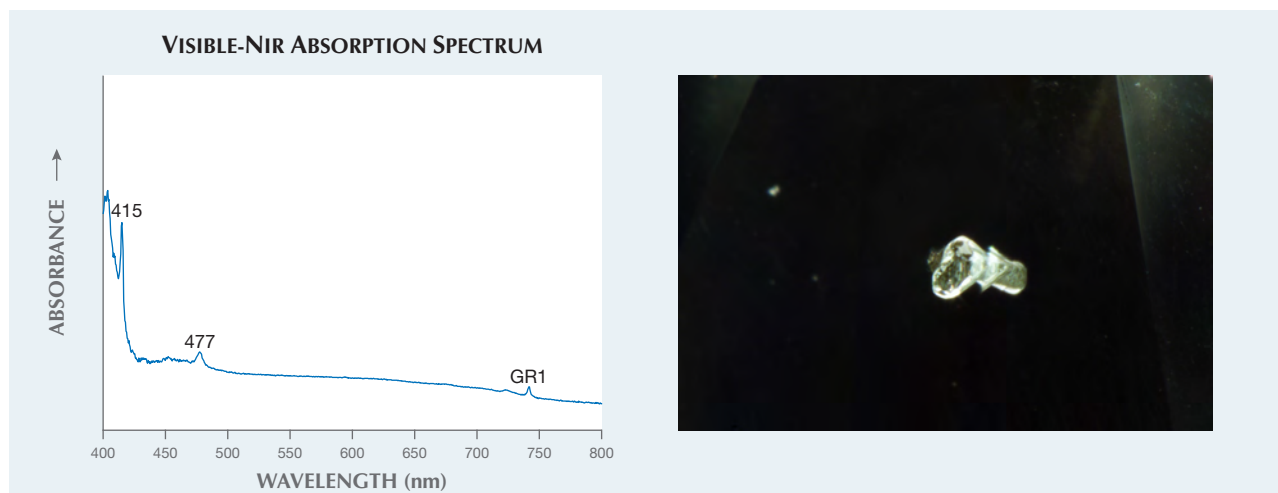 VISIBLE-NIR ABSORPTION SPECTRUM
ABSORBANCE
415
477
GR1
400 450 500 550 600 650 700 750 800
WAVELENGTH (nm)